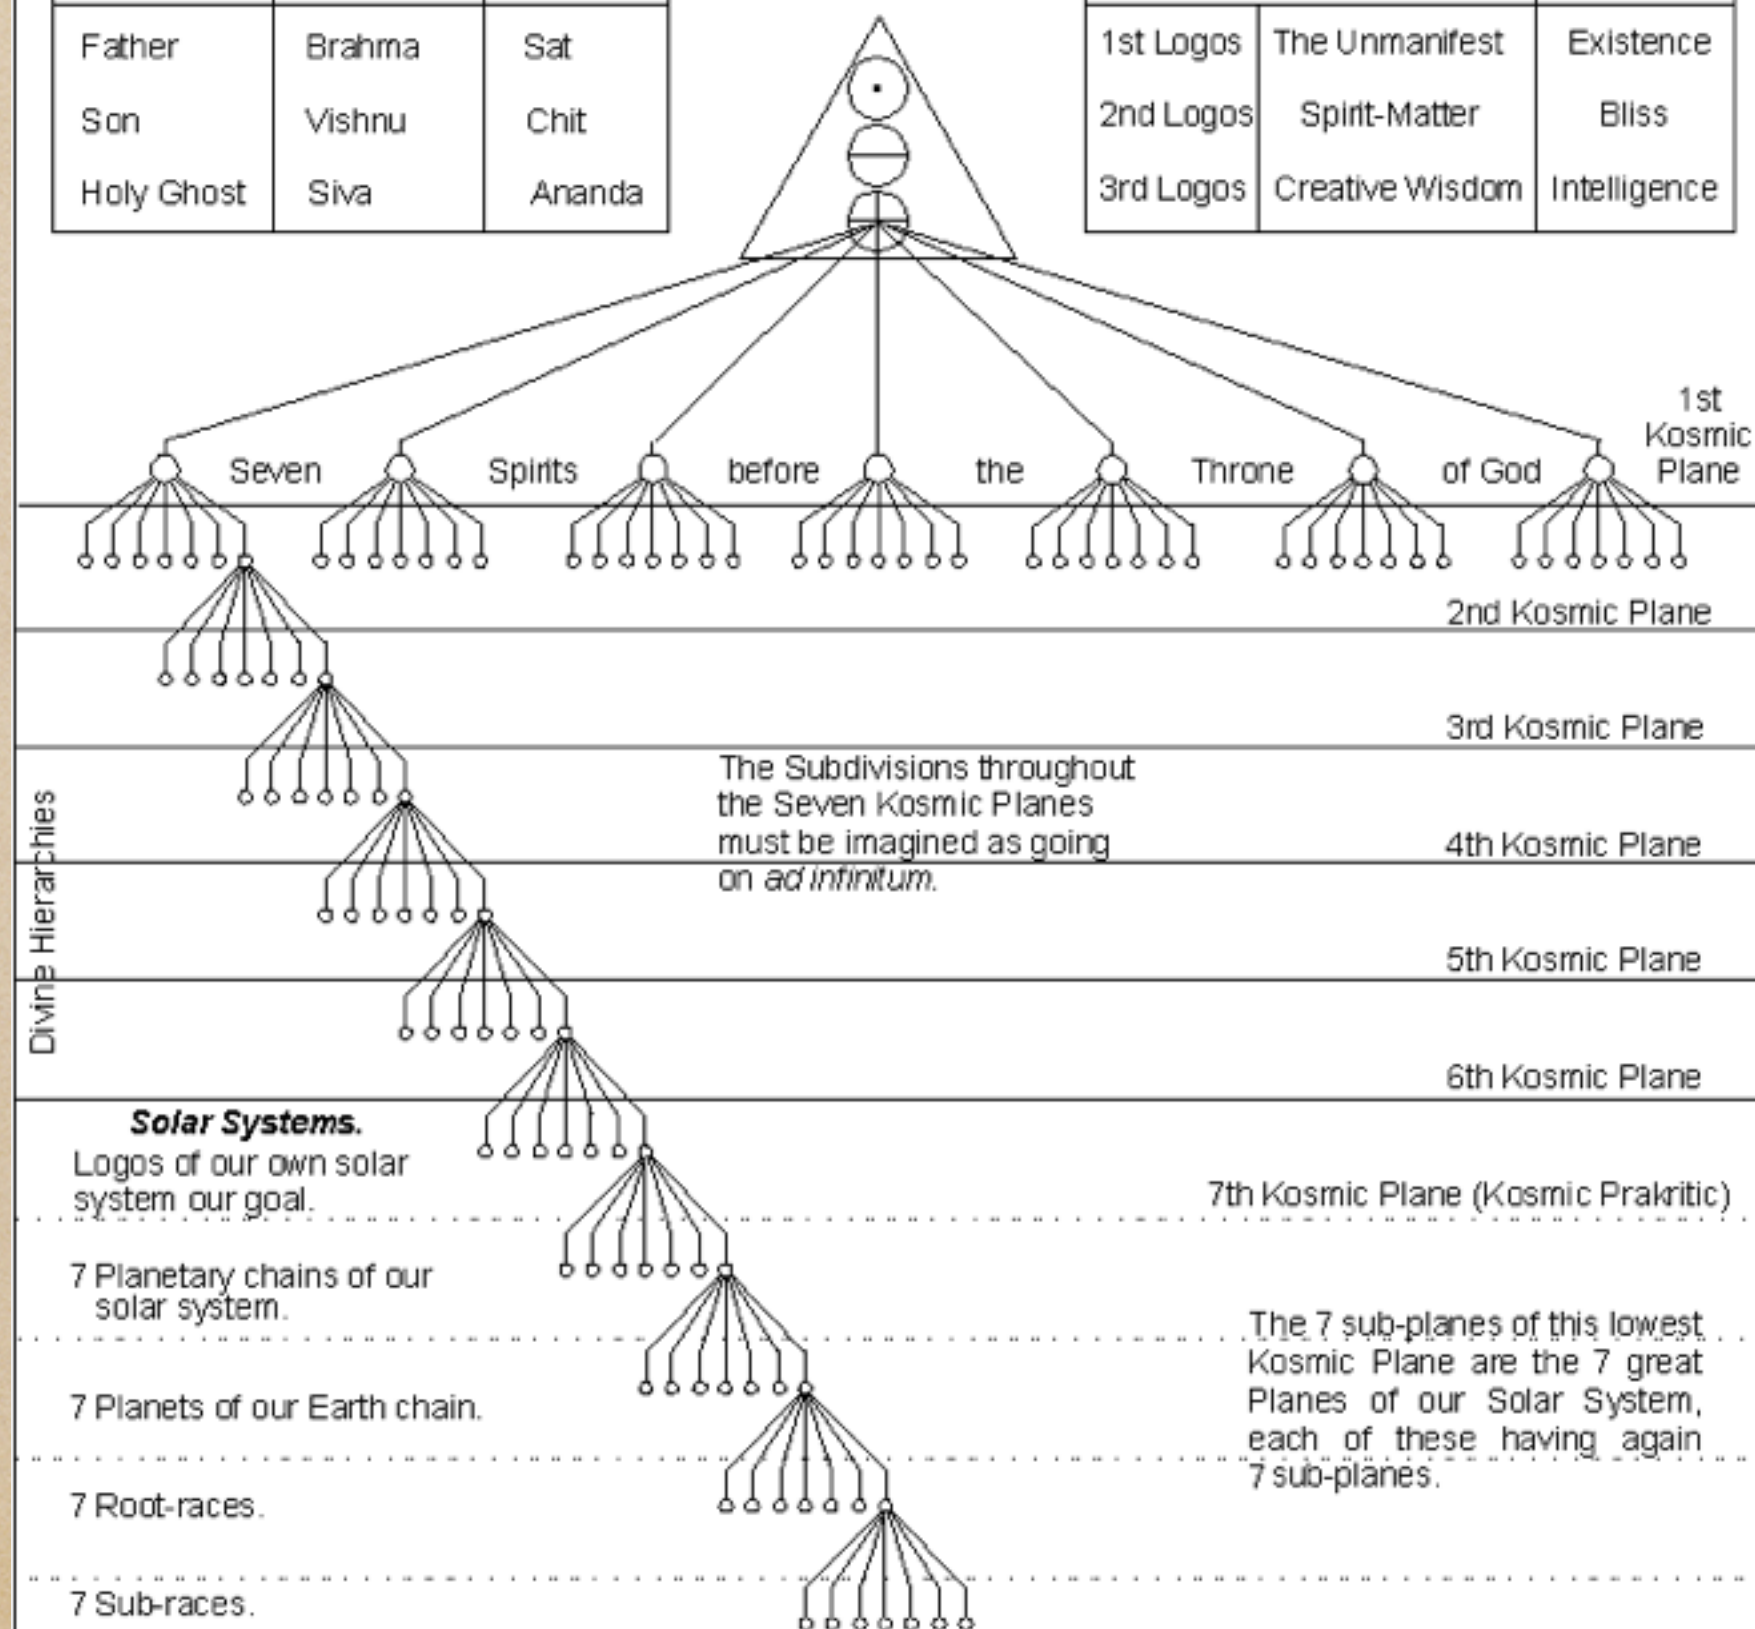 Father Brahma Sat
Son Vishnu Chit
Holy Ghost Siva Ananda
1st Logos The Unmanifest Existence
2nd Logos Spirit-Matter Bliss
3rd Logos Creative Wisdom Intelligence
1st
Kosmic
Plane
Seven Spirits before the Throne of God
2nd Kosmic Plane
3rd Kosmic Plane
The Subdivisions throughout
the Seven Kosmic Planes
must be imagined as going
on ad infinitum.
4th Kosmic Plane
5th Kosmic Plane
6th Kosmic Plane
Divine Hierarchies
Solar Systems.
Logos of our own solar
system our goal.
7th Kosmic Plane (Kosmic Prakritic)
7 Planetary chains of our
solar system.
The 7 sub-planes of this lowest
Kosmic Plane are the 7 great
Planes of our Solar System,
each of these having again
7 sub-planes.
7 Planets of our Earth chain.
7 Root-races.
7 Sub-races.